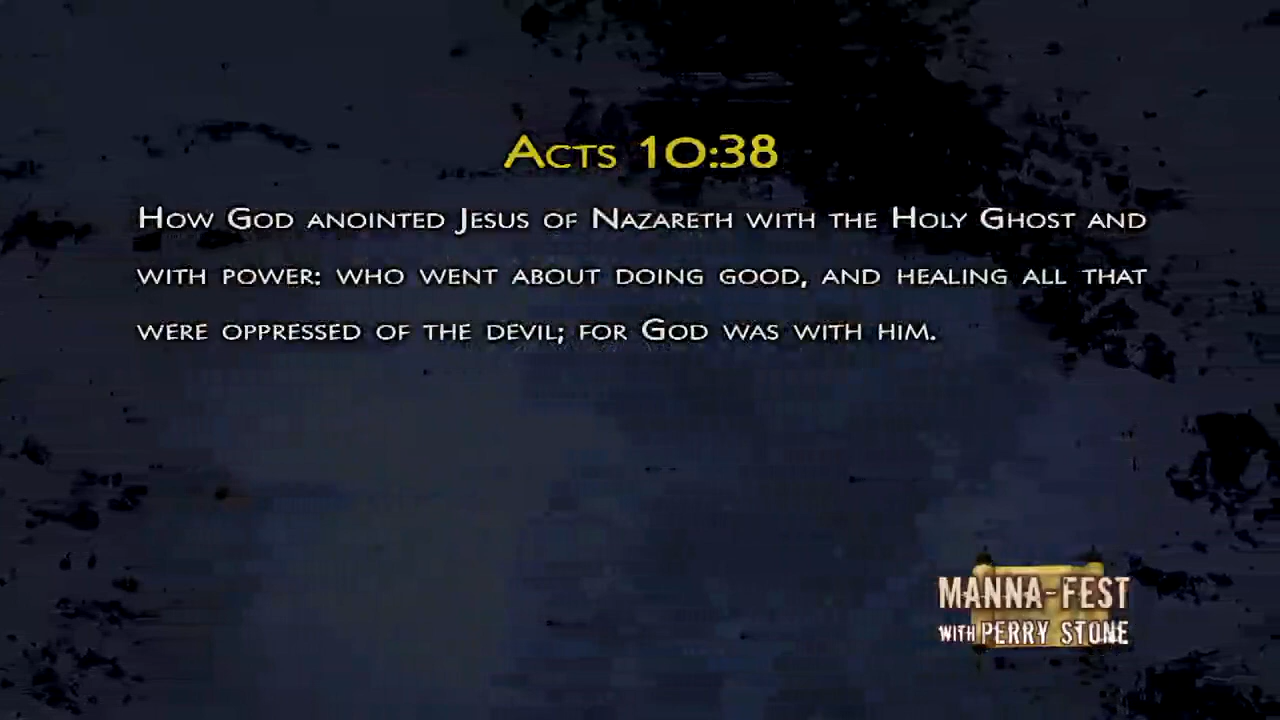 Acts 10:38
How God anointed Jesus of Nazareth with the Holy Ghost and
with power: who went about doing good, and healing all that
were oppressed of the devil; for God was with him.
MANNA-FEST
WITH PERRY STONE